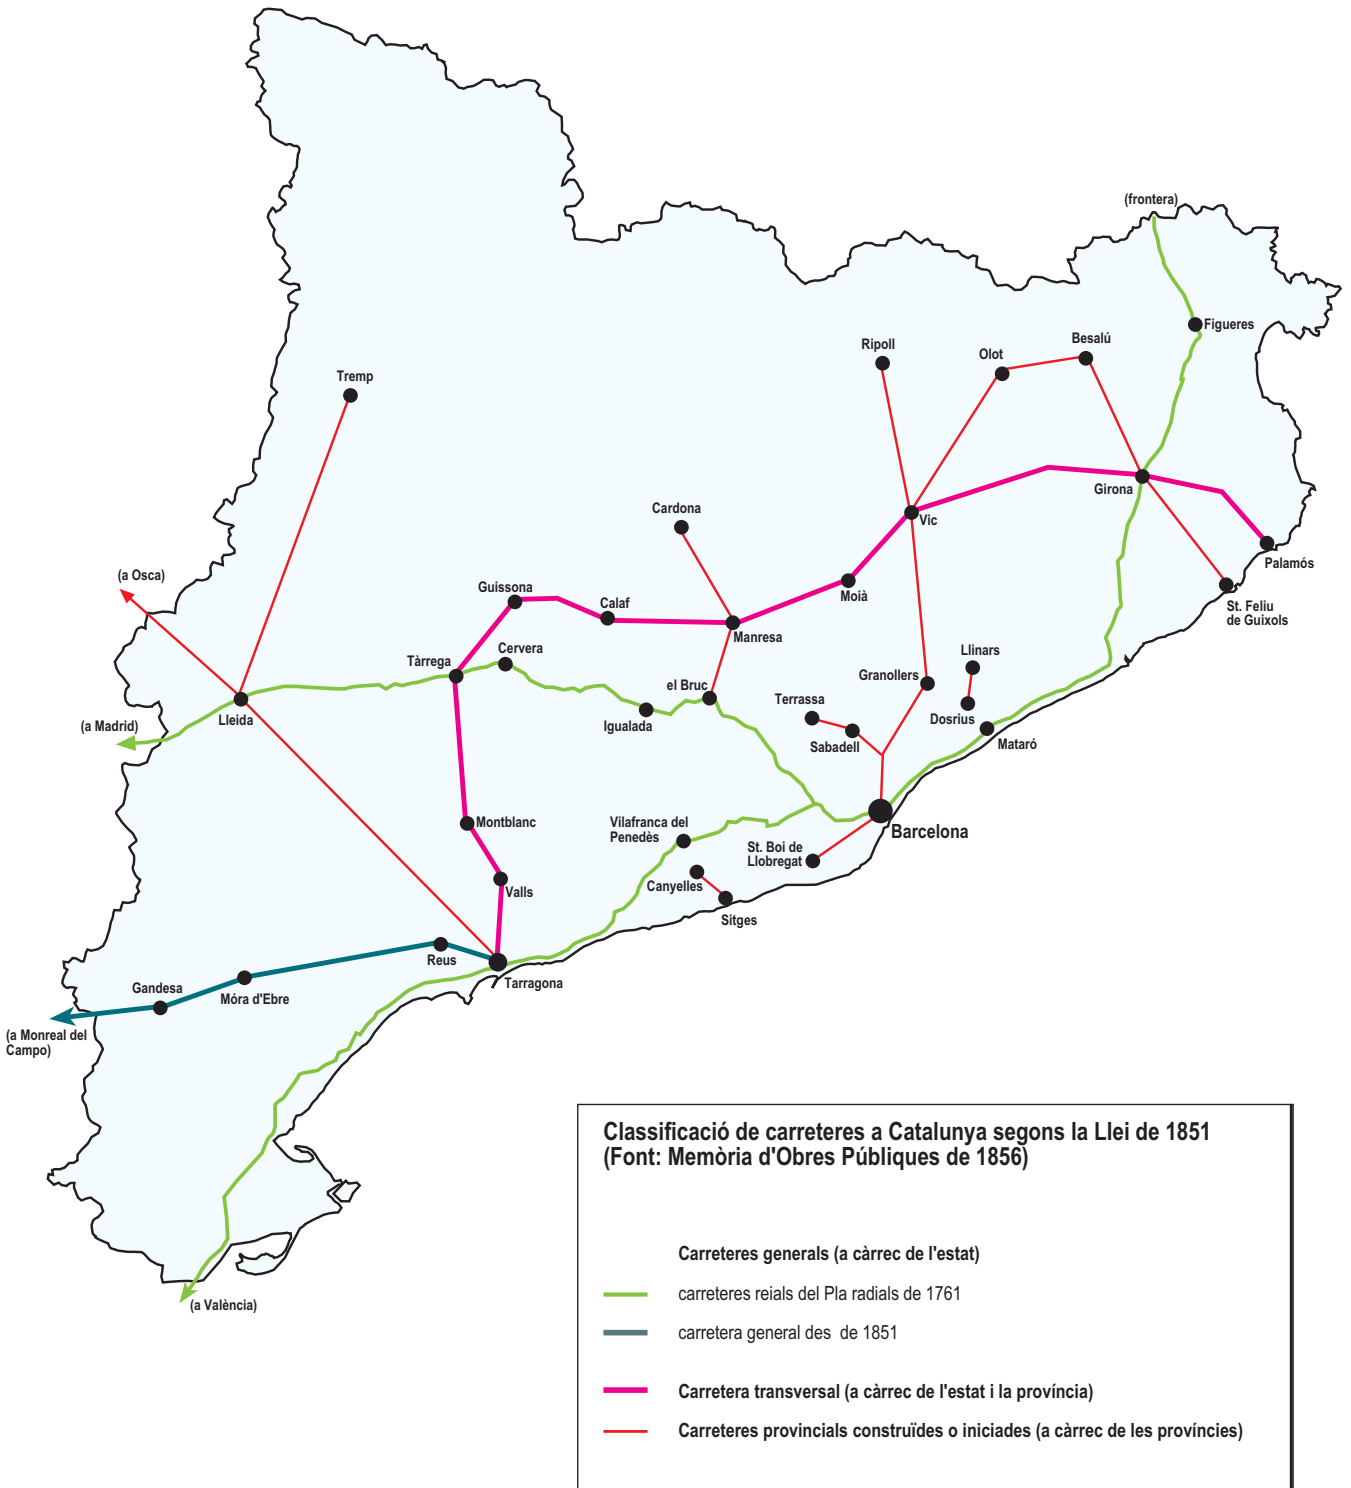 (frontera)
Figueres
Ripoll
Olot
Besalú
Tremp
Girona
Cardona
Vic
Palamós
(a Osca)
Guissona
Calaf
Moià
St. Feliu
de Guixols
Manresa
Cervera
Llinars
Tàrrega
el Bruc
Granollers
Terrassa
Lleida
Igualada
Dosrius
(a Madrid)
Sabadell
Mataró
Montblanc
Vilafranca del
Penedès
Barcelona
St. Boi de
Llobregat
Valls
Canyelles
Sitges
Reus
Tarragona
Gandesa
Móra d'Ebre
(a Monreal del
Campo)
(a València)
Classificació de carreteres a Catalunya segons la Llei de 1851
(Font: Memòria d'Obres Públiques de 1856)
Carreteres generals (a càrrec de l'estat)
carreteres reials del Pla radials de 1761
carretera general des de 1851
Carretera transversal (a càrrec de l'estat i la província)
Carreteres provincials construïdes o iniciades (a càrrec de les províncies)